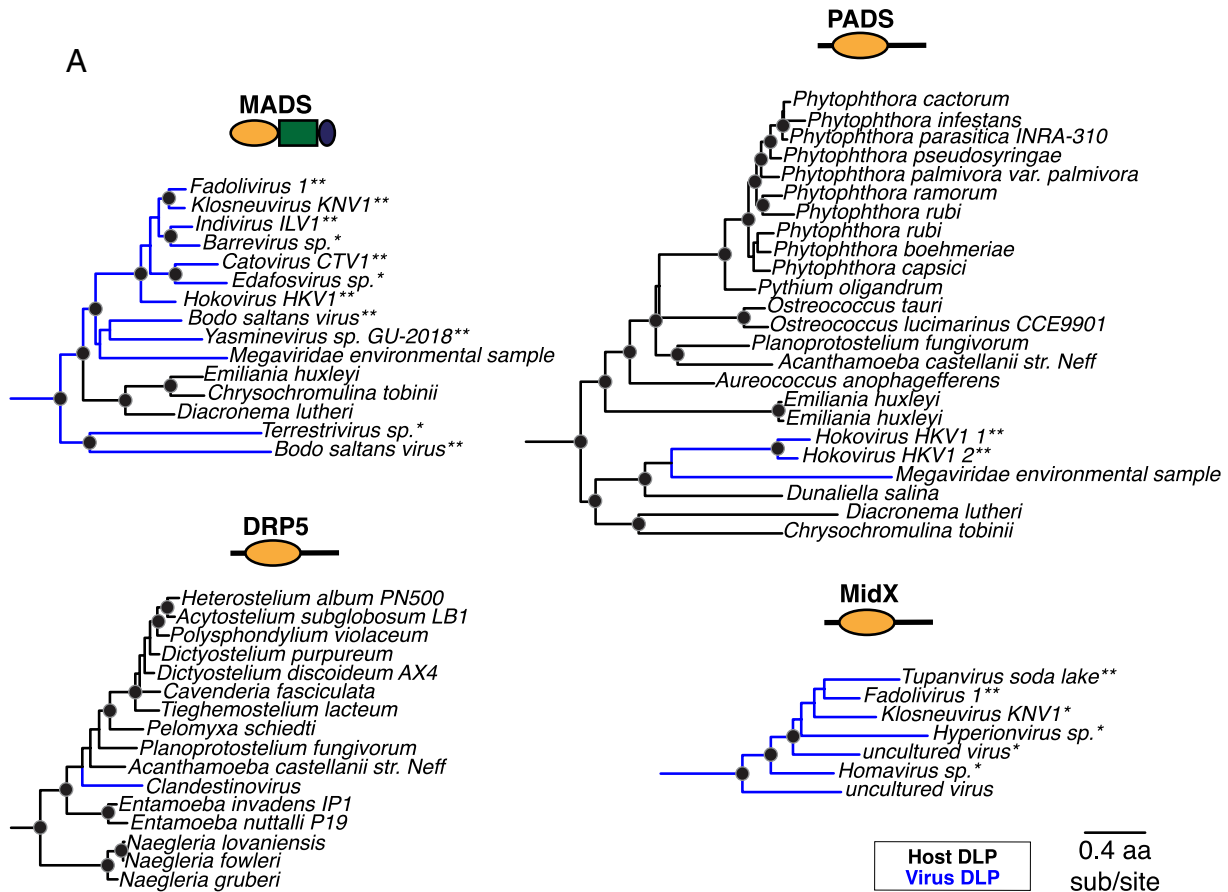 A
MADS
Fadolivirus 1**
Klosneuvirus KNV1**
Indivirus ILV1**
Barrevirus sp.*
Catovirus CTV1**
Edafosvirus sp.*
Hokovirus HKV1**
Bodo saltans virus**
Yasminevirus sp. GU-2018**
Megaviridae environmental sample
Emiliania huxleyi
Chrysochromulina tobinii
Diacronema lutheri
Terrestrivirus sp.*
Bodo saltans virus**
PADS
Phytophthora cactorum
Phytophthora infestans
Phytophthora parasitica INRA-310
Phytophthora pseudosyringae
Phytophthora palmivora var. palmivora
Phytophthora ramorum
Phytophthora rubi
Phytophthora rubi
Phytophthora boehmeriae
Phytophthora capsici
Pythium oligandrum
Ostreococcus tauri
Ostreococcus lucimarinus CCE9901
Planoprotostelium fungivorum
Acanthamoeba castellanii str. Neff
Aureococcus anophagefferens
Emiliania huxleyi
Emiliania huxleyi
Hokovirus HKV1 1**
Hokovirus HKV1 2**
Megaviridae environmental sample
Dunaliella salina
Diacronema lutheri
Chrysochromulina tobinii
DRP5
Heterostelium album PN500
Acytostelium subglobosum LB1
Polysphondylium violaceum
Dictyostelium purpureum
Dictyostelium discoideum AX4
Cavenderia fasciculata
Tieghemostelium lacteum
Pelomyxa schiedti
Planoprotostelium fungivorum
Acanthamoeba castellanii str. Neff
Clandestinovirus
Entamoeba invadens IP1
Entamoeba nuttalli P19
Naegleria lovaniensis
Naegleria fowleri
Naegleria gruberi
MidX
Tupanvirus soda lake**
Fadolivirus 1**
Klosneuvirus KNV1*
Hyperionvirus sp.*
uncultured virus*
Homavirus sp.*
uncultured virus
Host DLP
Virus DLP
0.4 aa
sub/site